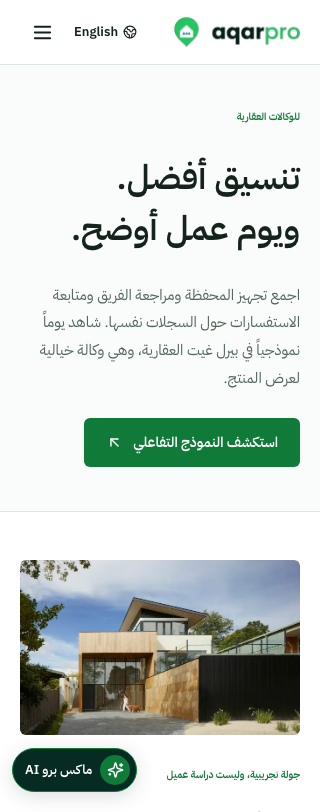 aqarpro
English
للوكالات العقارية
تنسيق أفضل.
ويوم عمل أوضح.
اجمع تجهيز المحفظة ومراجعة الفريق ومتابعة
الاستفسارات حول السجلات نفسها. شاهد يوماً
نموذجياً في بيرل غيت العقارية، وهي وكالة خيالية
لعرض المنتج.
استكشف النموذج التفاعلي
جولة تجريبية، وليست دراسة عميل
ماكس برو AI